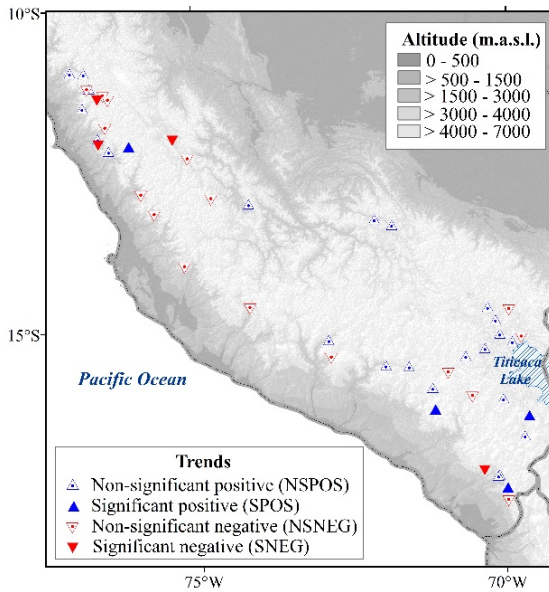 10°S
Altitude (m.a.s.l.)
0 - 500
> 500 - 1500
> 1500 - 3000
> 3000 - 4000
> 4000 - 7000
15°S
Titicaca
Lake
Pacific Ocean
Trends
Non-significant positive (NSPOS)
Significant positive (SPOS)
Non-significant negative (NSNEG)
Significant negative (SNEG)
75°W
70°W